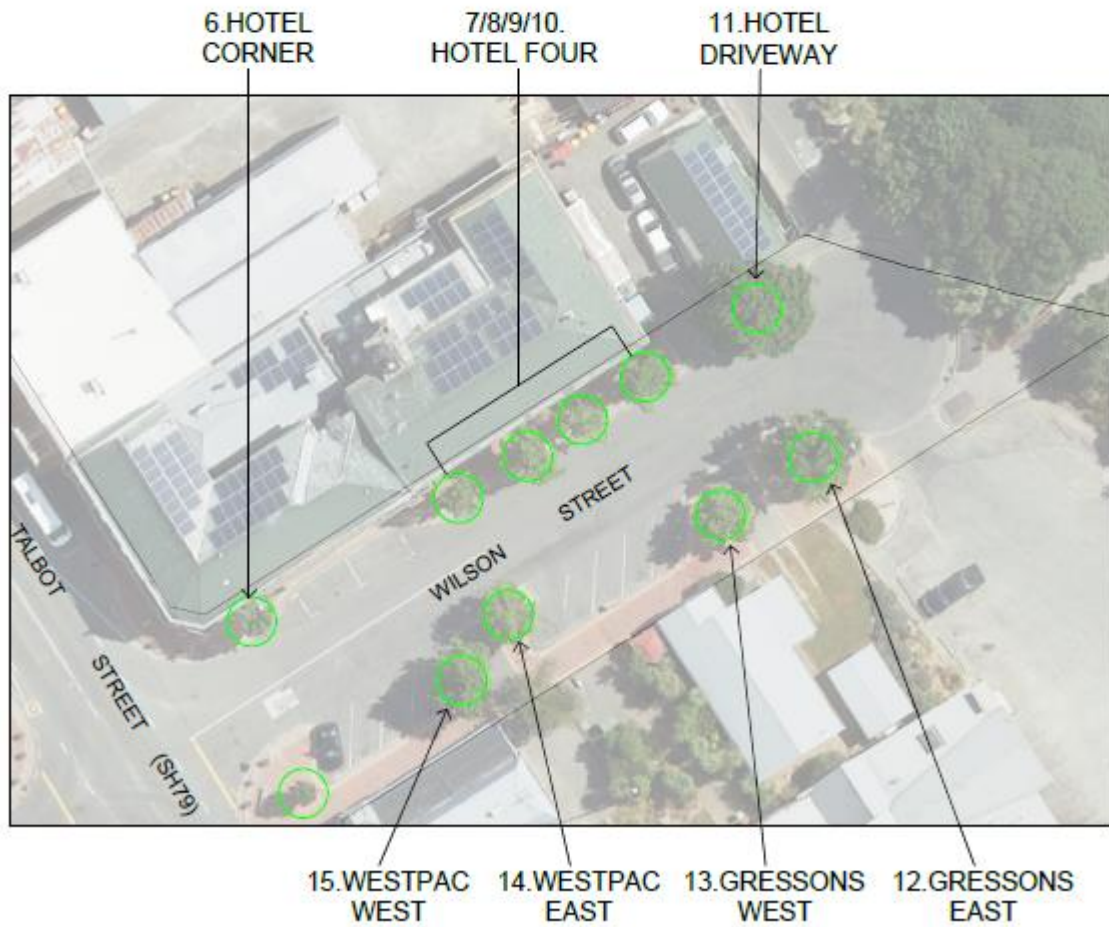 6.HOTEL
CORNER
7/8/9/10.
HOTEL FOUR
11.HOTEL
DRIVEWAY
TALBOT
STREET
(SH79)
WILSON
STREET
15.WESTPAC
WEST
14.WESTPAC
EAST
13.GRESSONS
WEST
12.GRESSONS
EAST